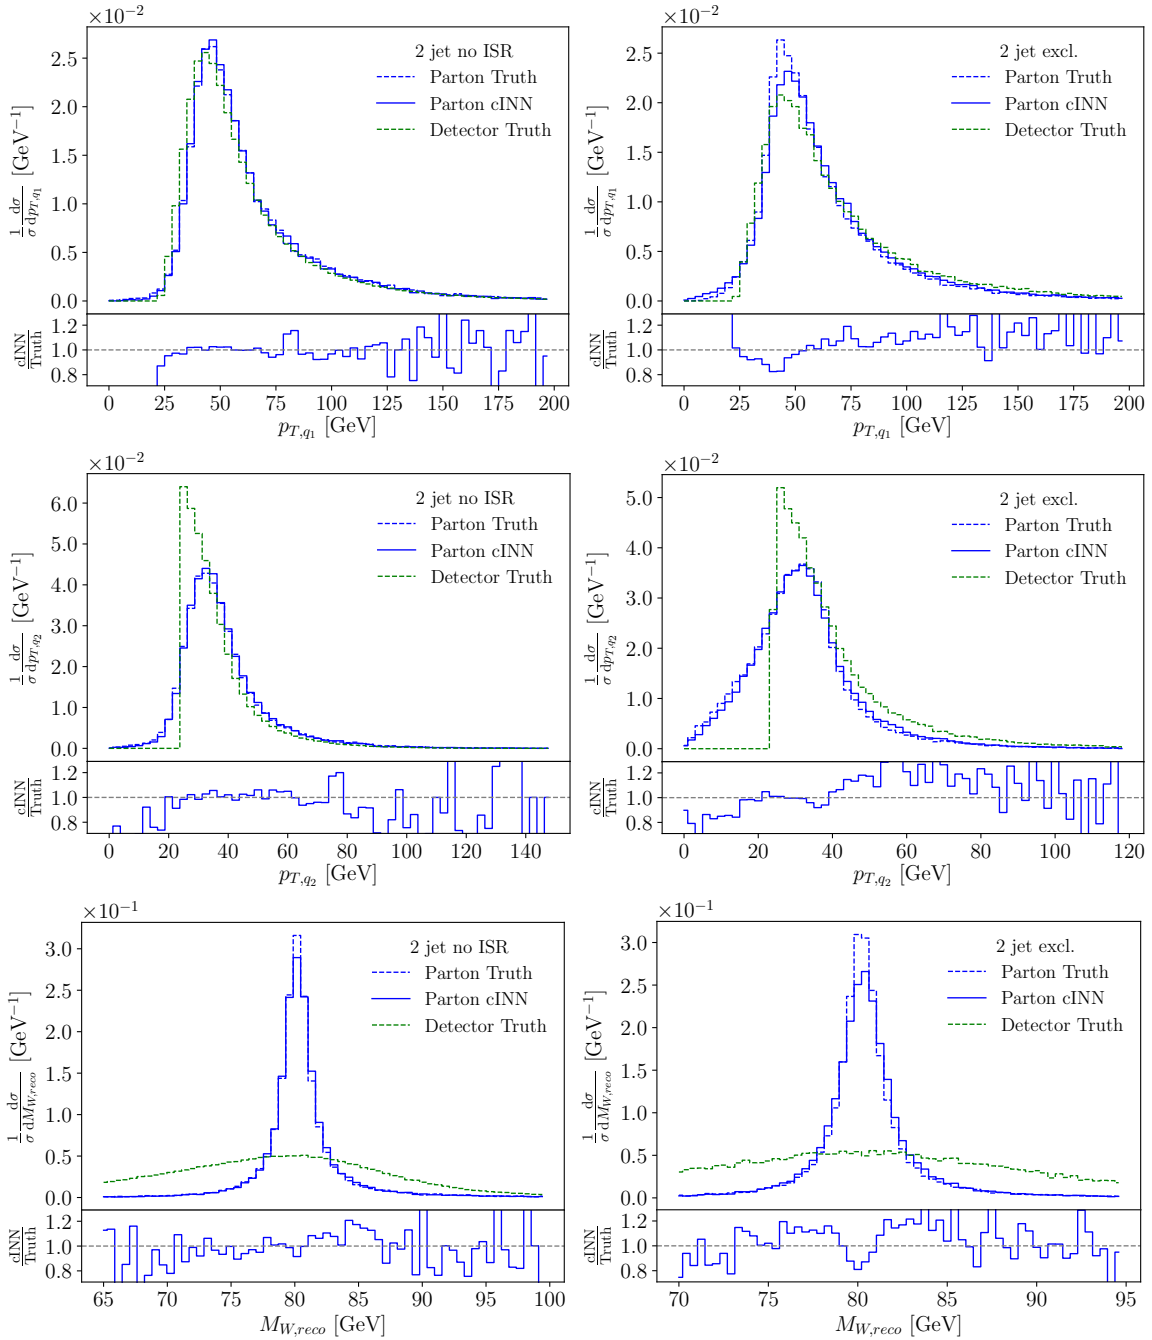 ×10⁻²
2 jet no ISR
Parton Truth
Parton cINN
Detector Truth
1/σ dσ/dp_{T,q₁} [GeV⁻¹]
2.5
2.0
1.5
1.0
0.5
0.0
cINN/Truth
1.2
1.0
0.8
0 25 50 75 100 125 150 175 200
p_{T,q₁} [GeV]
×10⁻²
2 jet excl.
Parton Truth
Parton cINN
Detector Truth
1/σ dσ/dp_{T,q₁} [GeV⁻¹]
2.5
2.0
1.5
1.0
0.5
0.0
cINN/Truth
1.2
1.0
0.8
0 25 50 75 100 125 150 175 200
p_{T,q₁} [GeV]
×10⁻²
2 jet no ISR
Parton Truth
Parton cINN
Detector Truth
1/σ dσ/dp_{T,q₂} [GeV⁻¹]
6.0
5.0
4.0
3.0
2.0
1.0
0.0
cINN/Truth
1.2
1.0
0.8
0 20 40 60 80 100 120 140
p_{T,q₂} [GeV]
×10⁻²
2 jet excl.
Parton Truth
Parton cINN
Detector Truth
1/σ dσ/dp_{T,q₂} [GeV⁻¹]
5.0
4.0
3.0
2.0
1.0
0.0
cINN/Truth
1.2
1.0
0.8
0 20 40 60 80 100 120
p_{T,q₂} [GeV]
×10⁻¹
2 jet no ISR
Parton Truth
Parton cINN
Detector Truth
1/σ dσ/dM_{W,reco} [GeV⁻¹]
3.0
2.5
2.0
1.5
1.0
0.5
0.0
cINN/Truth
1.2
1.0
0.8
65 70 75 80 85 90 95 100
M_{W,reco} [GeV]
×10⁻¹
2 jet excl.
Parton Truth
Parton cINN
Detector Truth
1/σ dσ/dM_{W,reco} [GeV⁻¹]
3.0
2.5
2.0
1.5
1.0
0.5
0.0
cINN/Truth
1.2
1.0
0.8
70 75 80 85 90 95
M_{W,reco} [GeV]